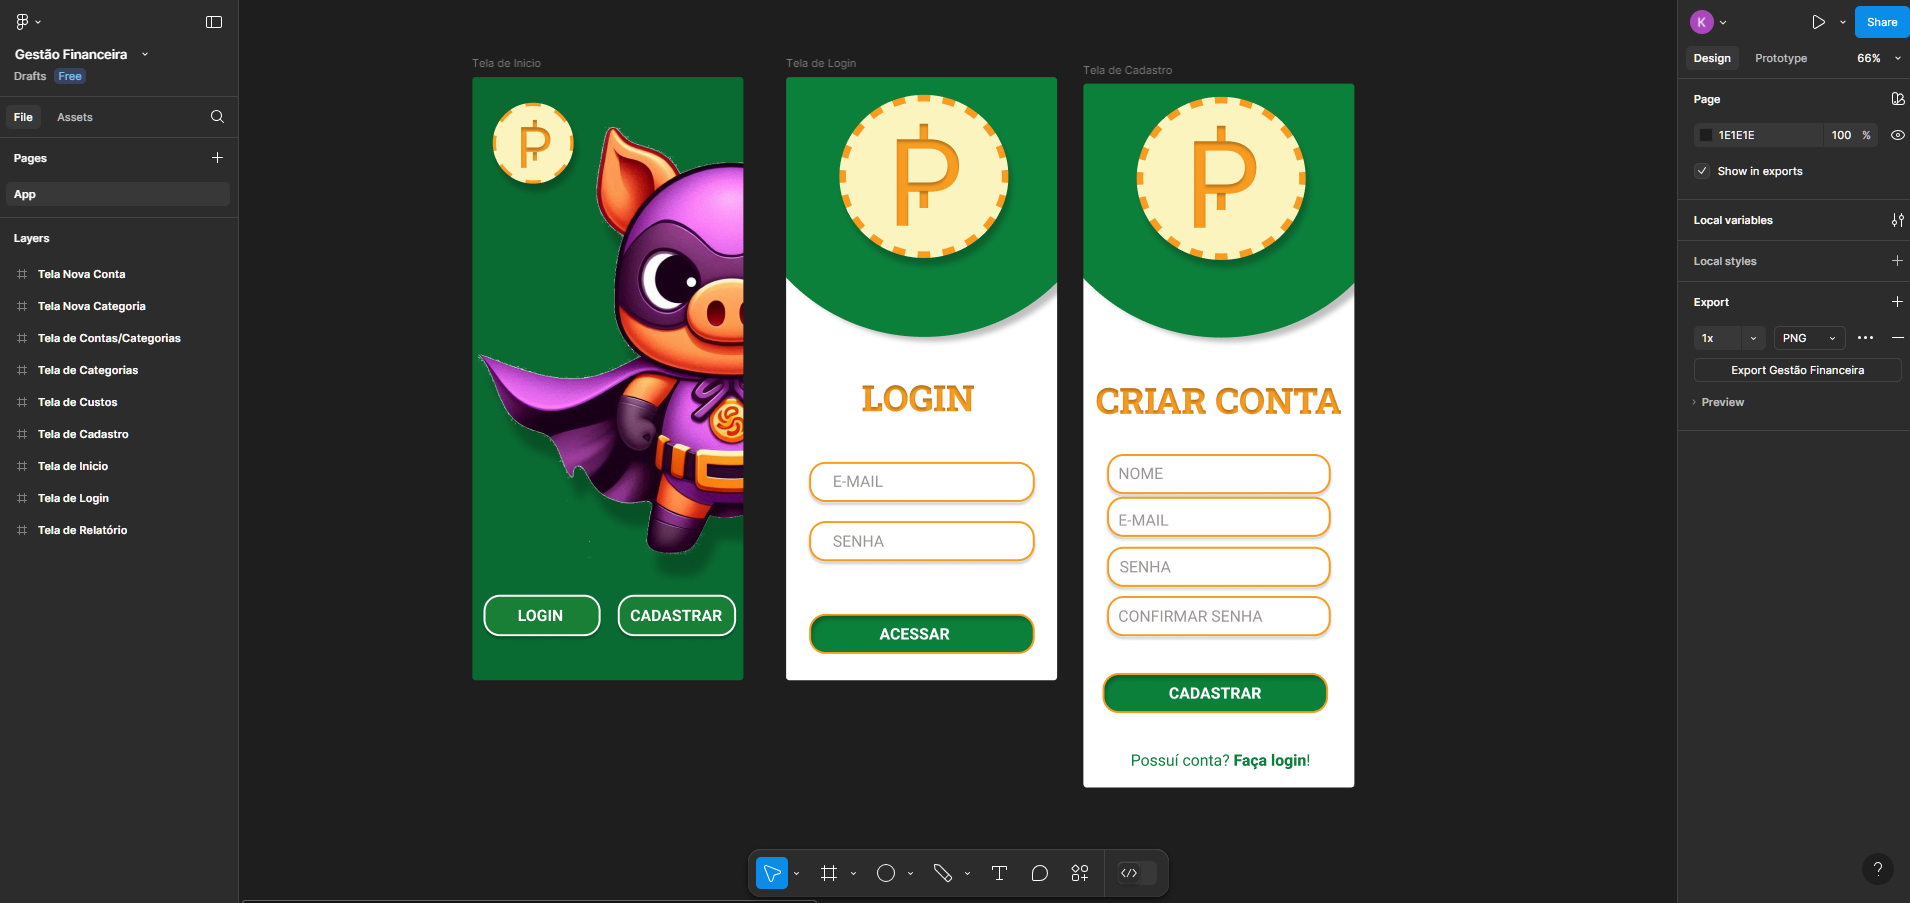 Gestão Financeira
Drafts Free
File Assets
Pages
App
Layers
Tela Nova Conta
Tela Nova Categoria
Tela de Contas/Categorias
Tela de Categorias
Tela de Custos
Tela de Cadastro
Tela de Inicio
Tela de Login
Tela de Relatório
Tela de Inicio
LOGIN
CADASTRAR
Tela de Login
LOGIN
E-MAIL
SENHA
ACESSAR
Tela de Cadastro
CRIAR CONTA
NOME
E-MAIL
SENHA
CONFIRMAR SENHA
CADASTRAR
Possuí conta? Faça login!
K
Share
Design Prototype 66%
Page
1E1E1E 100 %
Show in exports
Local variables
Local styles
Export
1x PNG
Export Gestão Financeira
Preview
?